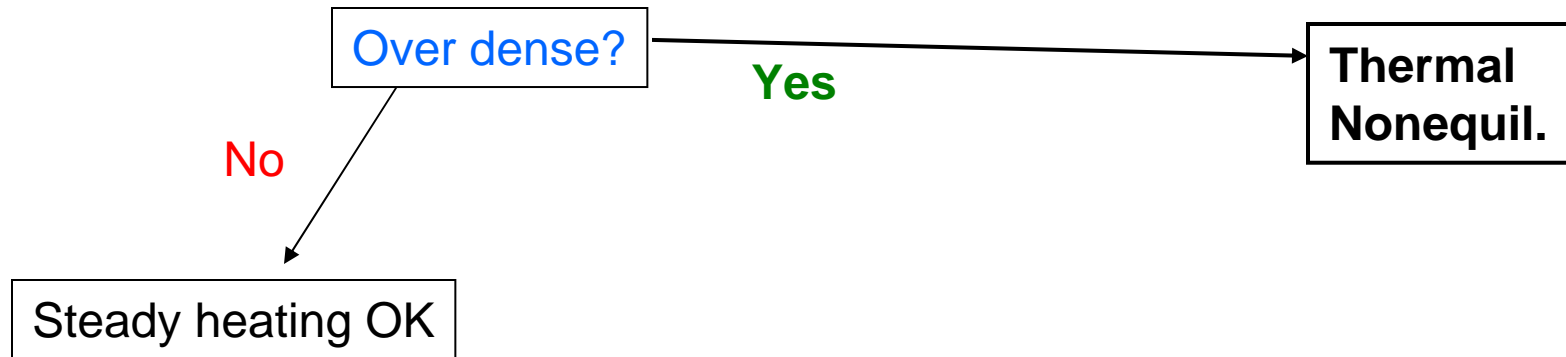 Over dense?
Yes
Thermal
Nonequil.
No
Steady heating OK